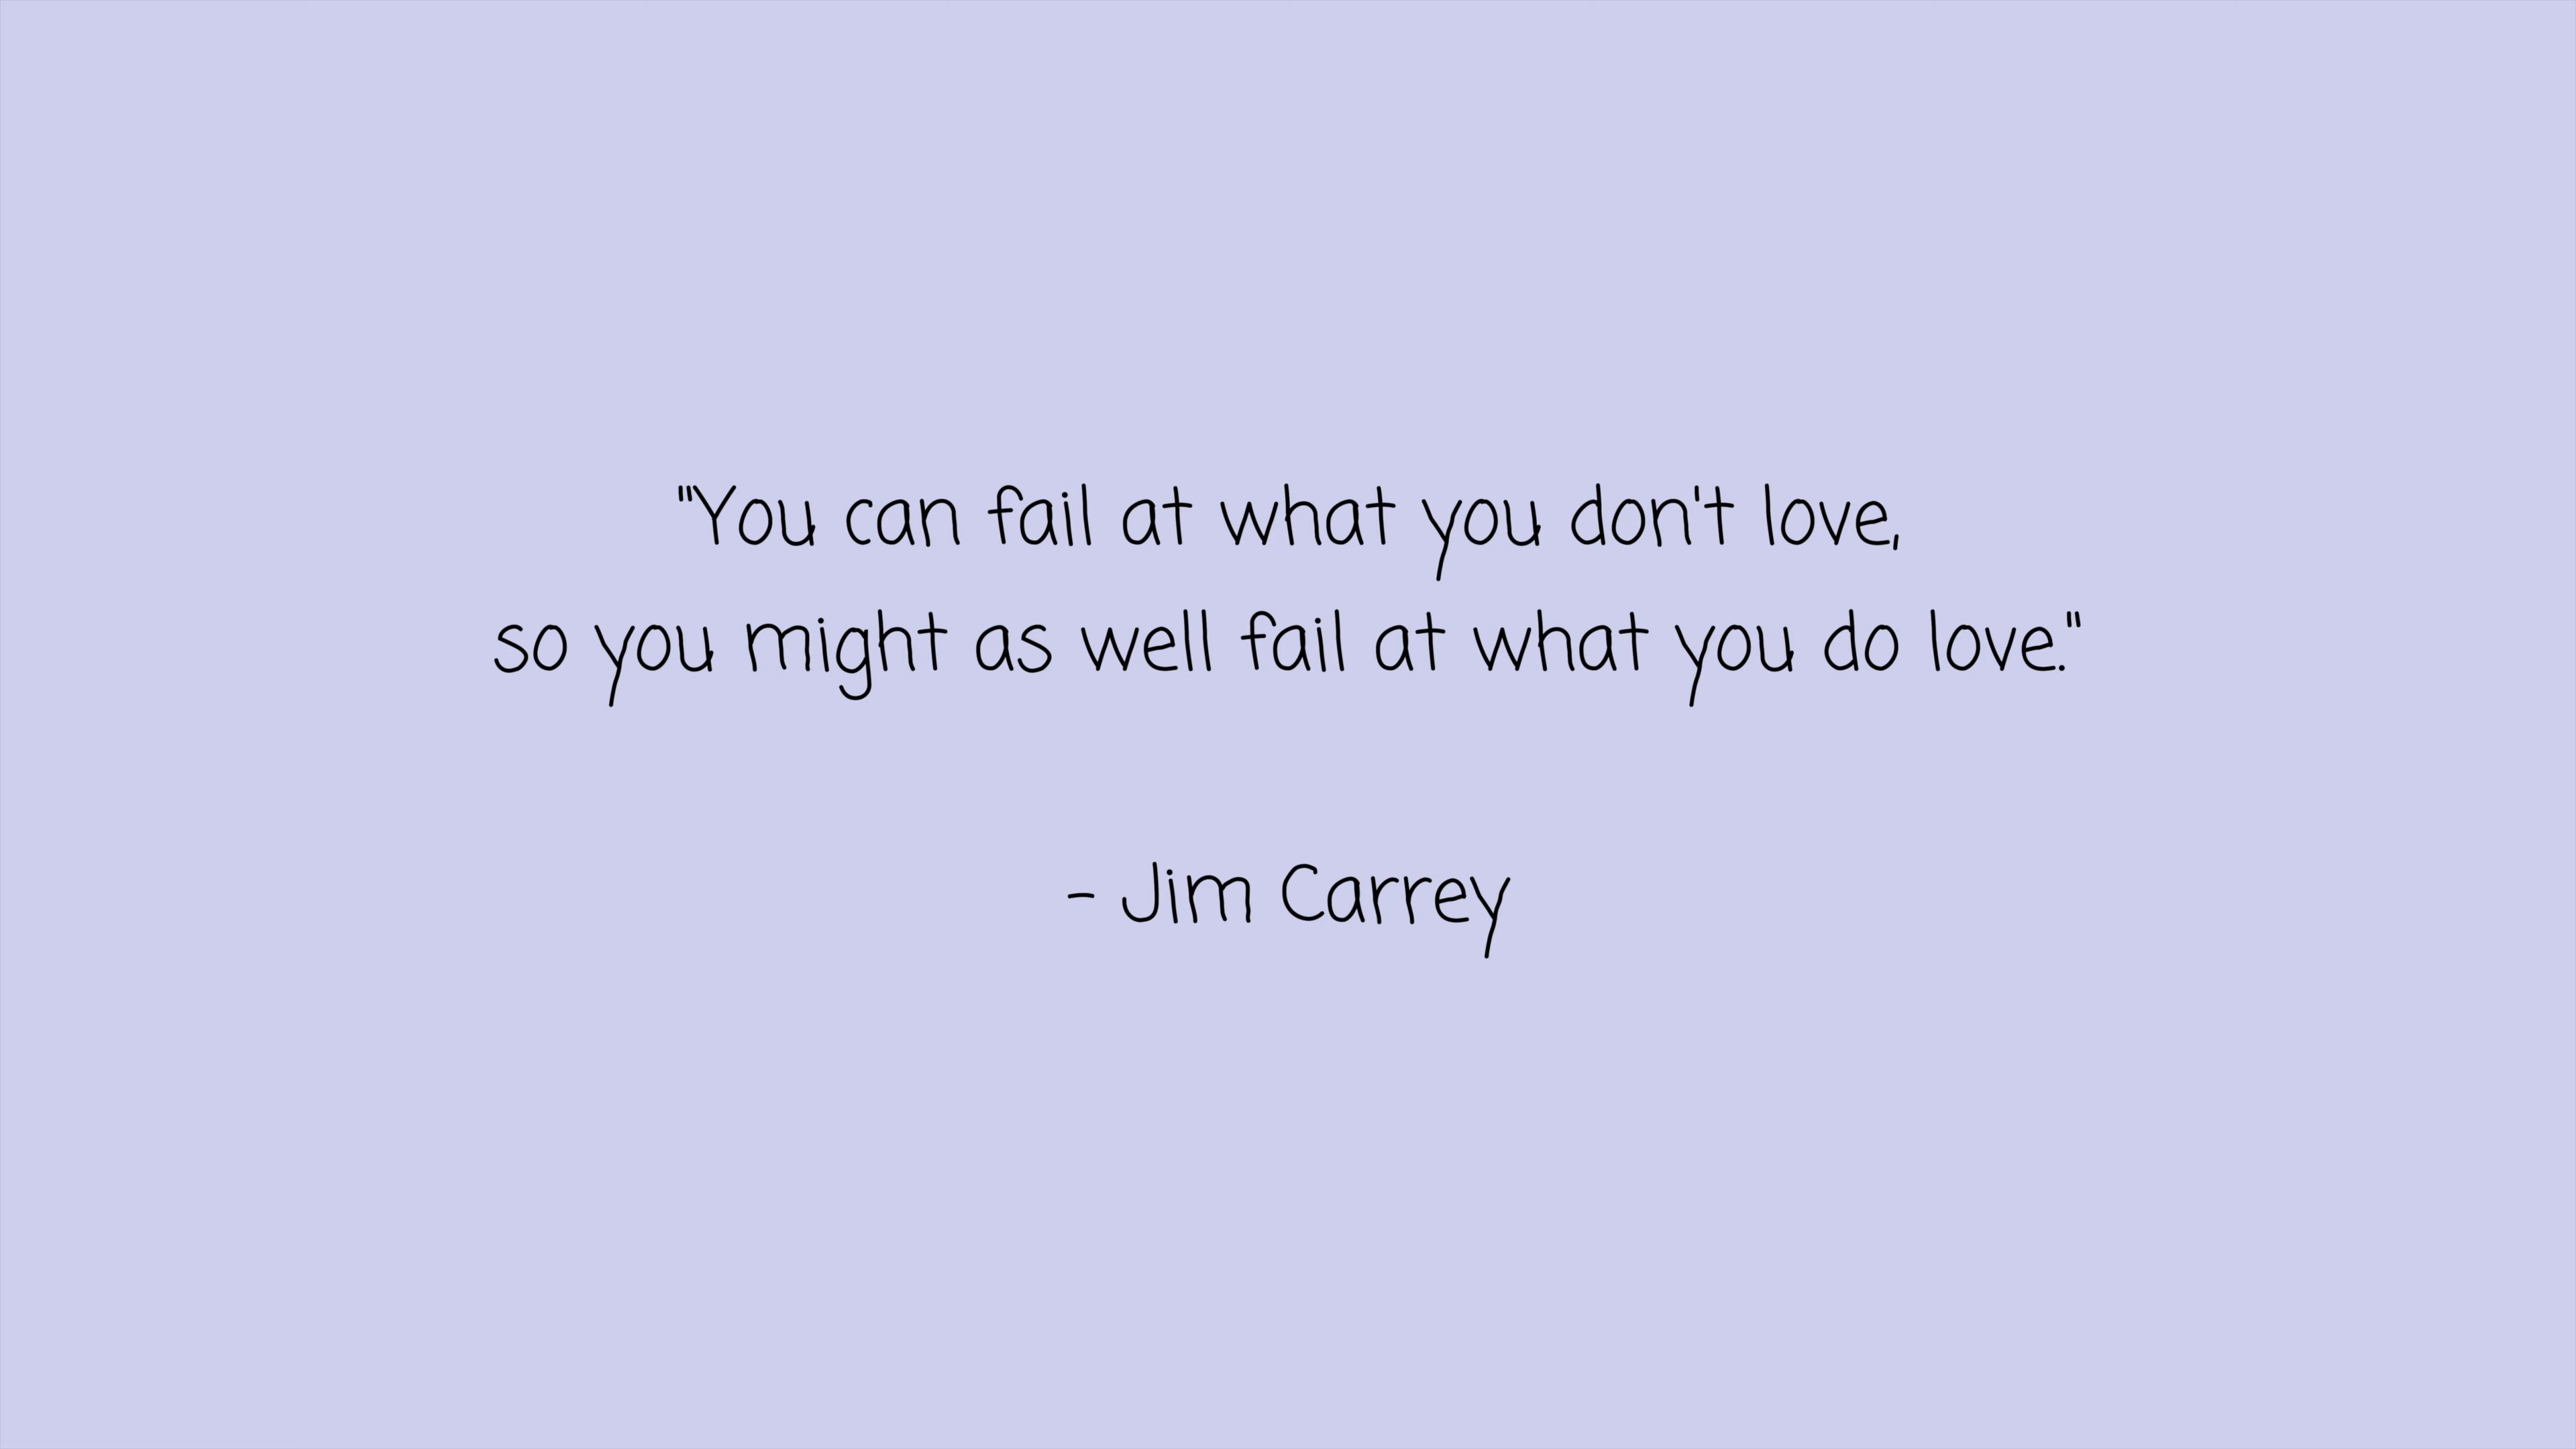 "You can fail at what you don't love,
so you might as well fail at what you do love."
- Jim Carrey